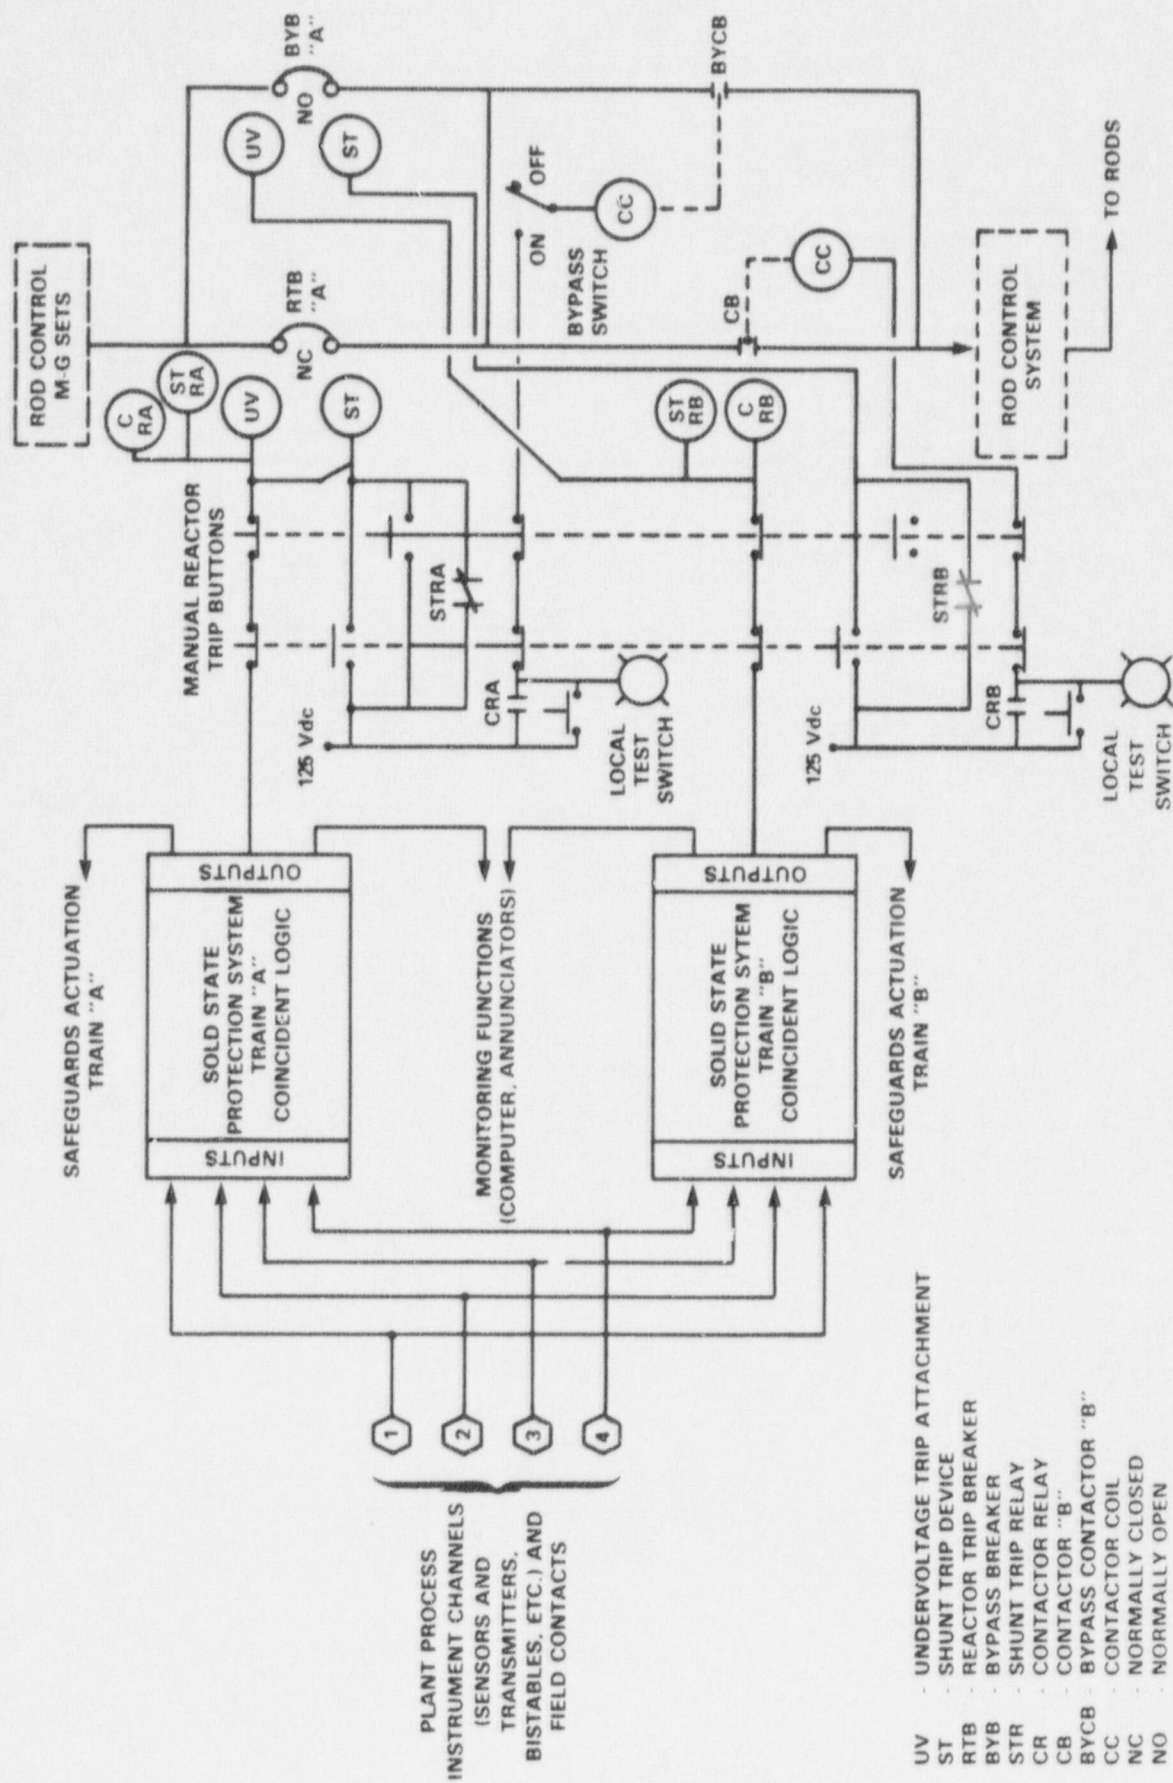 SAFEGUARDS ACTUATION
TRAIN "A"
INPUTS
SOLD STATE
PROTECTION SYSTEM
TRAIN "A"
COINCIDENT LOGIC
OUTPUTS
PLANT PROCESS
INSTRUMENT CHANNELS
(SENSORS AND
TRANSMITTERS,
BISTABLES, ETC.) AND
FIELD CONTACTS
1
2
3
4
MONITORING FUNCTIONS
(COMPUTER, ANNUNCIATORS)
INPUTS
SOLID STATE
PROTECTION SYTEM
TRAIN "B"
COINCIDENT LOGIC
OUTPUTS
SAFEGUARDS ACTUATION
TRAIN "B"
MANUAL REACTOR
TRIP BUTTONS
125 Vdc
STRA
CRA
LOCAL
TEST
SWITCH
125 Vdc
STRB
CRB
LOCAL
TEST
SWITCH
ROD CONTROL
M-G SETS
C
RA
ST
RA
UV
ST
NC
RTB
"A"
UV
ST
NO
BYB
"A"
ON
OFF
BYPASS
SWITCH
CC
BYCB
ST
RB
C
RB
CB
CC
ROD CONTROL
SYSTEM
TO RODS
UV - UNDERVOLTAGE TRIP ATTACHMENT
ST - SHUNT TRIP DEVICE
RTB - REACTOR TRIP BREAKER
BYB - BYPASS BREAKER
STR - SHUNT TRIP RELAY
CR - CONTACTOR RELAY
CB - CONTACTOR "B"
BYCB - BYPASS CONTACTOR "B"
CC - CONTACTOR COIL
NC - NORMALLY CLOSED
NO - NORMALLY OPEN